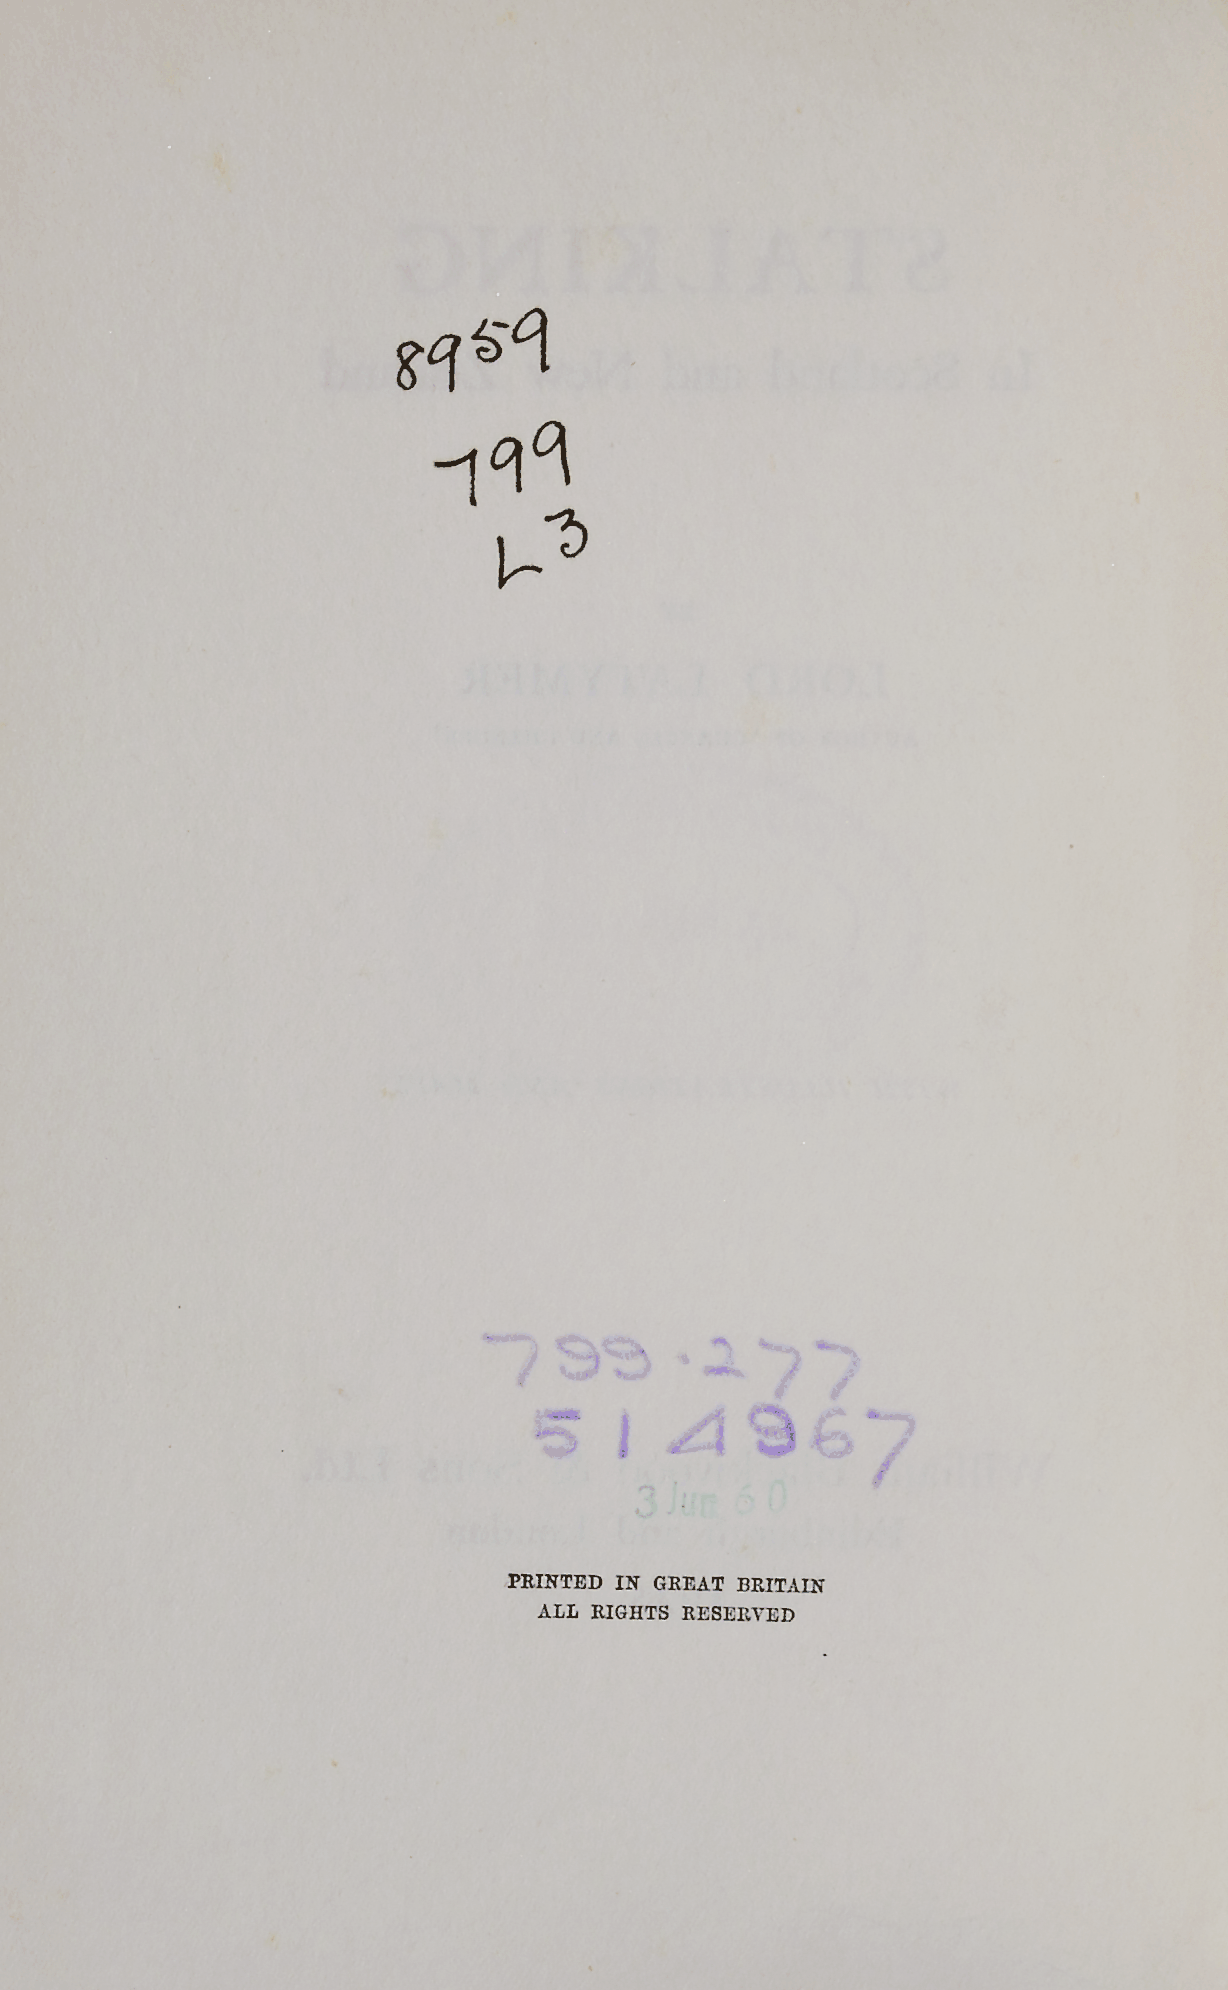 8959
799
L3
799.277
514967
3 Jun 60
PRINTED IN GREAT BRITAIN
ALL RIGHTS RESERVED